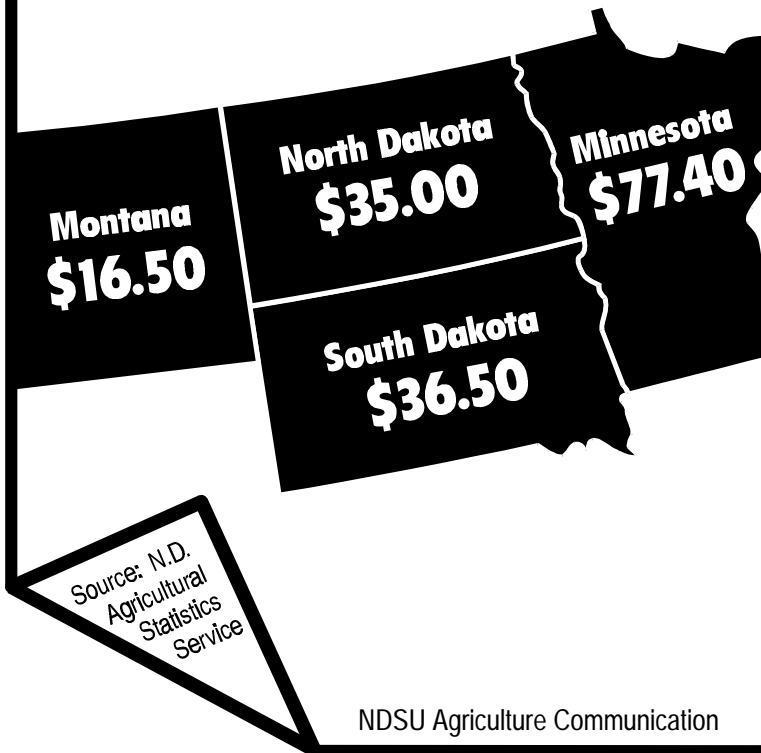 North Dakota
$35.00
Minnesota
$77.40
Montana
$16.50
South Dakota
$36.50
Source: N.D.
Agricultural
Statistics
Service
NDSU Agriculture Communication